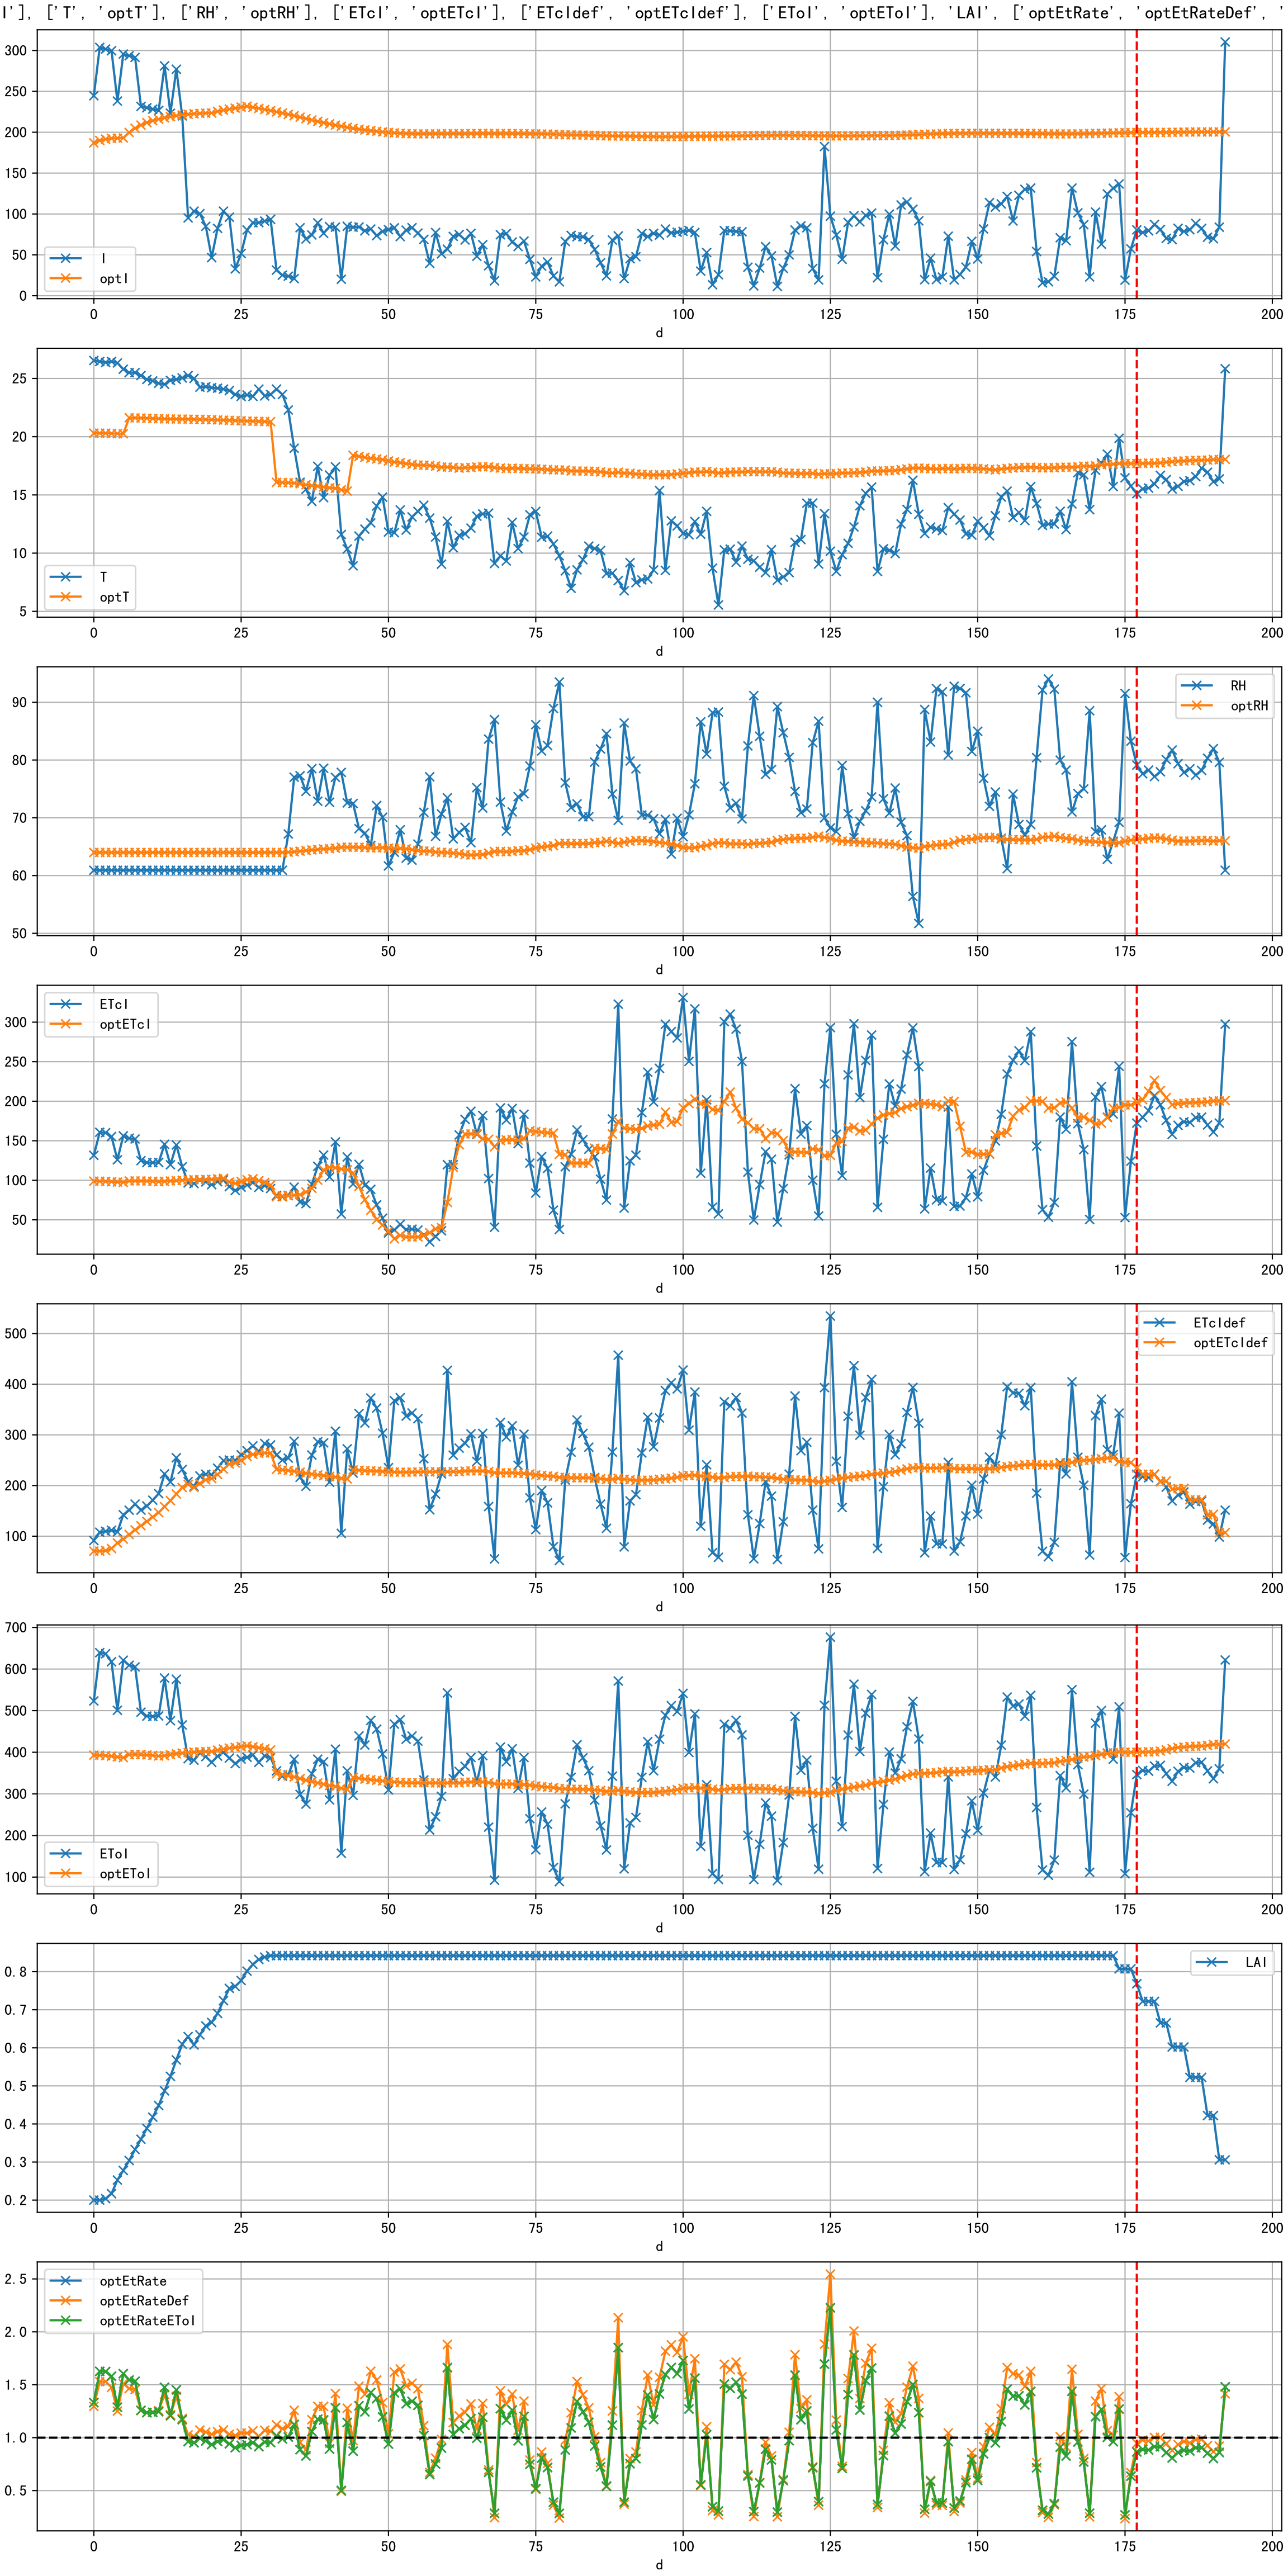 I'], ['T', 'optT'], ['RH', 'optRH'], ['ETcI', 'optETcI'], ['ETcIdef', 'optETcIdef'], ['EToI', 'optEToI'], 'LAI', ['optEtRate', 'optEtRateDef', '
300
250
200
150
100
50
0
I
optI
0 25 50 75 100 125 150 175 200
d
25
20
15
10
5
T
optT
0 25 50 75 100 125 150 175 200
d
90
80
70
60
50
RH
optRH
0 25 50 75 100 125 150 175 200
d
300
250
200
150
100
50
ETcI
optETcI
0 25 50 75 100 125 150 175 200
d
500
400
300
200
100
ETcIdef
optETcIdef
0 25 50 75 100 125 150 175 200
d
700
600
500
400
300
200
100
EToI
optEToI
0 25 50 75 100 125 150 175 200
d
0.8
0.7
0.6
0.5
0.4
0.3
0.2
LAI
0 25 50 75 100 125 150 175 200
d
2.5
2.0
1.5
1.0
0.5
optEtRate
optEtRateDef
optEtRateEToI
0 25 50 75 100 125 150 175 200
d